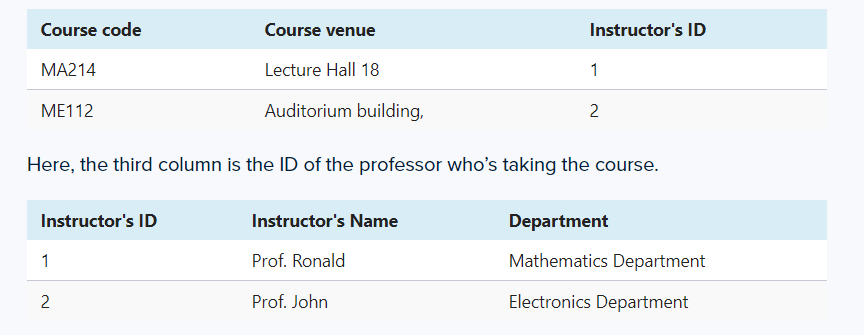 Course code Course venue Instructor's ID
MA214 Lecture Hall 18 1
ME112 Auditorium building, 2
Here, the third column is the ID of the professor who’s taking the course.
Instructor's ID Instructor's Name Department
1 Prof. Ronald Mathematics Department
2 Prof. John Electronics Department